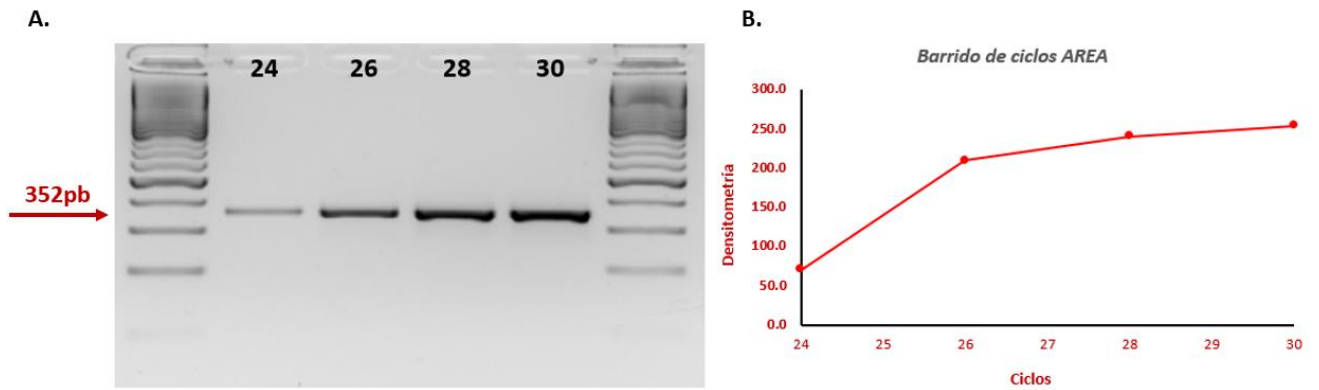 A.
24 26 28 30
352pb
B.
Barrido de ciclos AREA
300.0
250.0
200.0
150.0
100.0
50.0
0.0
Densitometría
24 25 26 27 28 29 30
Ciclos